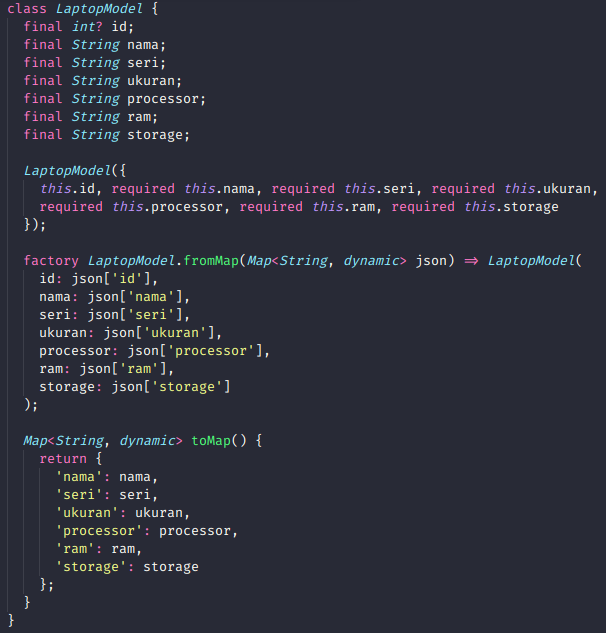 class LaptopModel {
  final int? id;
  final String nama;
  final String seri;
  final String ukuran;
  final String processor;
  final String ram;
  final String storage;

  LaptopModel({
    this.id, required this.nama, required this.seri, required this.ukuran,
    required this.processor, required this.ram, required this.storage
  });

  factory LaptopModel.fromMap(Map<String, dynamic> json) => LaptopModel(
    id: json['id'],
    nama: json['nama'],
    seri: json['seri'],
    ukuran: json['ukuran'],
    processor: json['processor'],
    ram: json['ram'],
    storage: json['storage']
  );

  Map<String, dynamic> toMap() {
    return {
      'nama': nama,
      'seri': seri,
      'ukuran': ukuran,
      'processor': processor,
      'ram': ram,
      'storage': storage
    };
  }
}